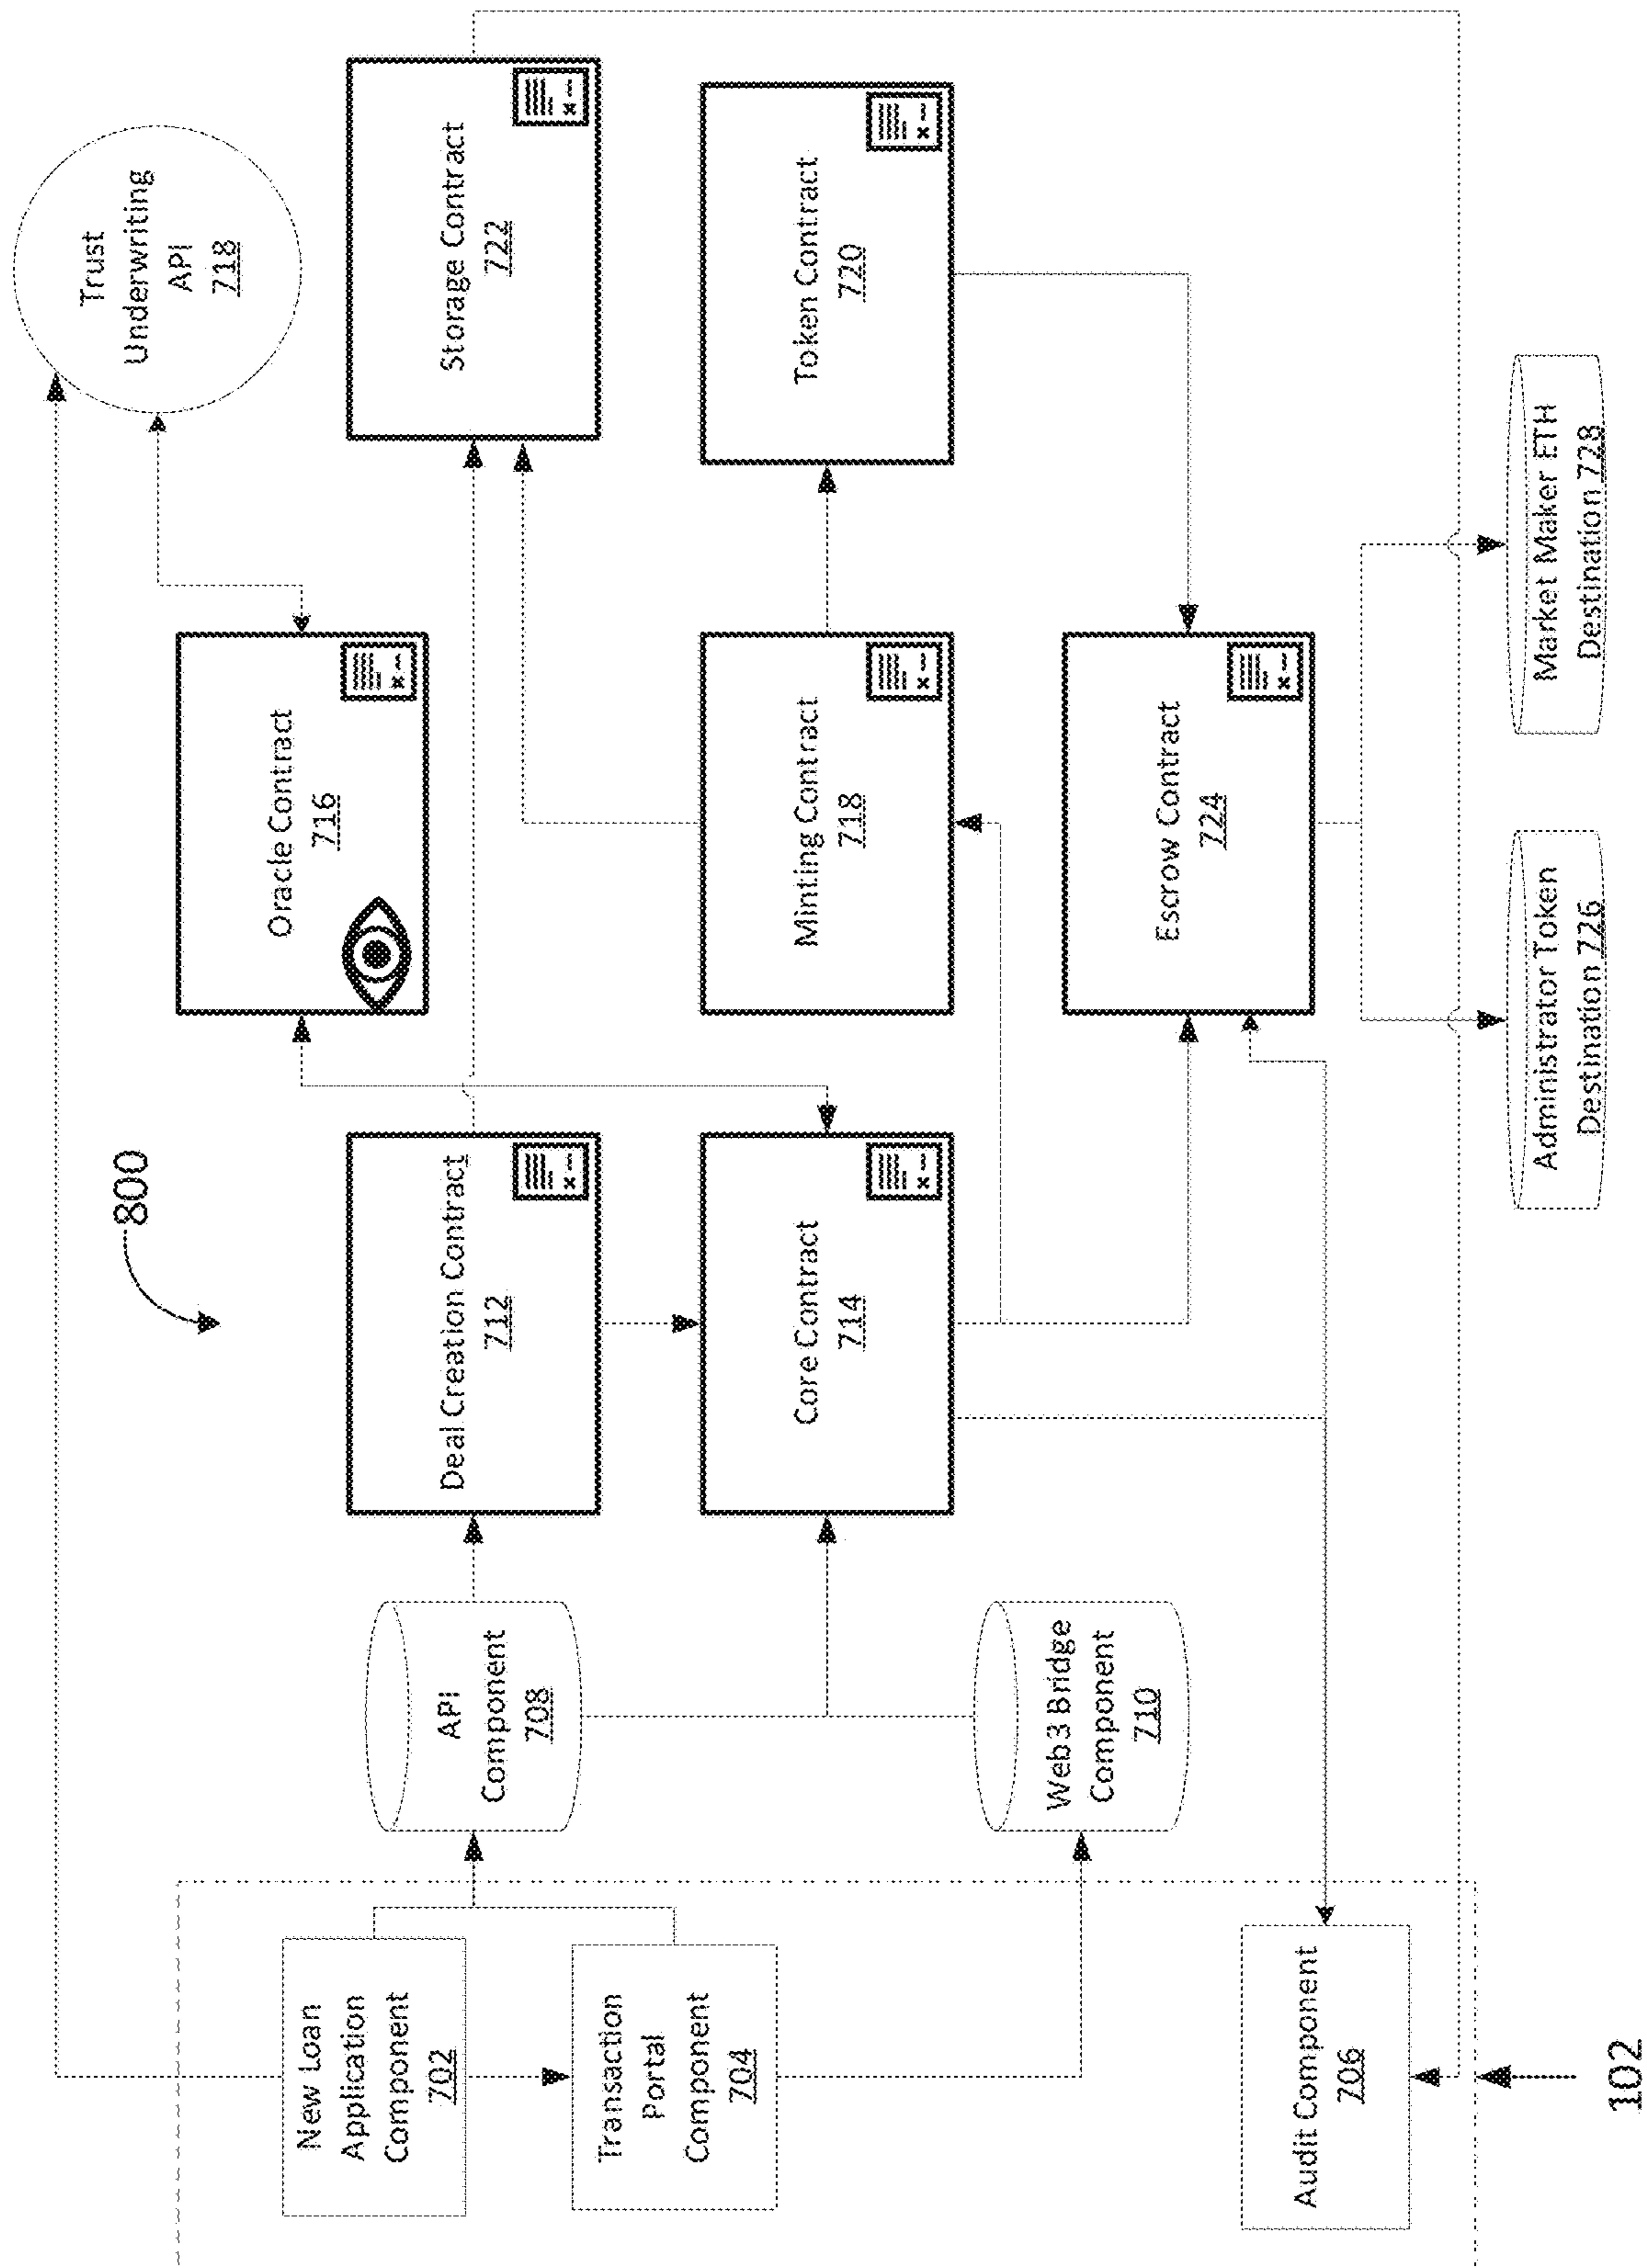 800
Trust
Underwriting
API
718
Oracle Contract
716
Storage Contract
722
Deal Creation Contract
712
API
Component
708
New Loan
Application
Component
702
Transaction
Portal
Component
704
Core Contract
714
Minting Contract
718
Token Contract
720
Web3 Bridge
Component
710
Escrow Contract
724
Audit Component
706
Administrator Token
Destination 726
Market Maker ETH
Destination 728
102